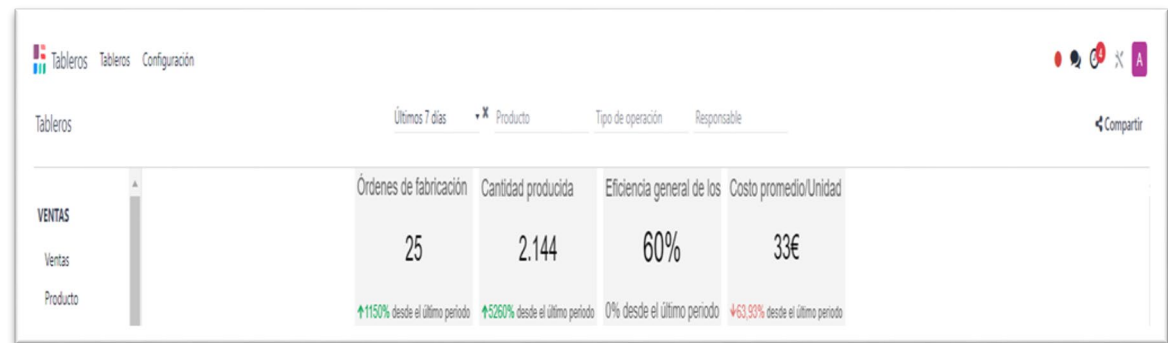 Tableros Tableros Configuración
4
A
Tableros
Últimos 7 días
x
Producto
Tipo de operación
Responsable
Compartir
VENTAS
Ventas
Producto
Órdenes de fabricación
25
↑1150% desde el último periodo
Cantidad producida
2.144
↑5260% desde el último periodo
Eficiencia general de los
60%
0% desde el último periodo
Costo promedio/Unidad
33€
↓63,93% desde el último periodo